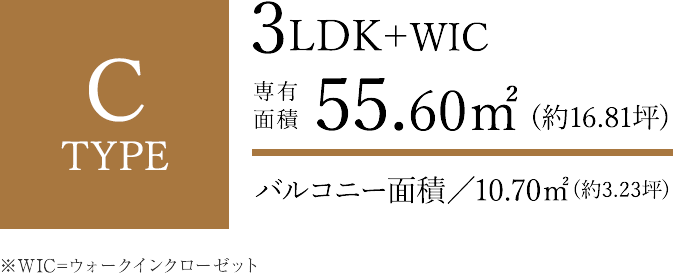 C
TYPE
3LDK+WIC
専有面積 55.60㎡（約16.81坪）
バルコニー面積／10.70㎡（約3.23坪）
※WIC=ウォークインクローゼット